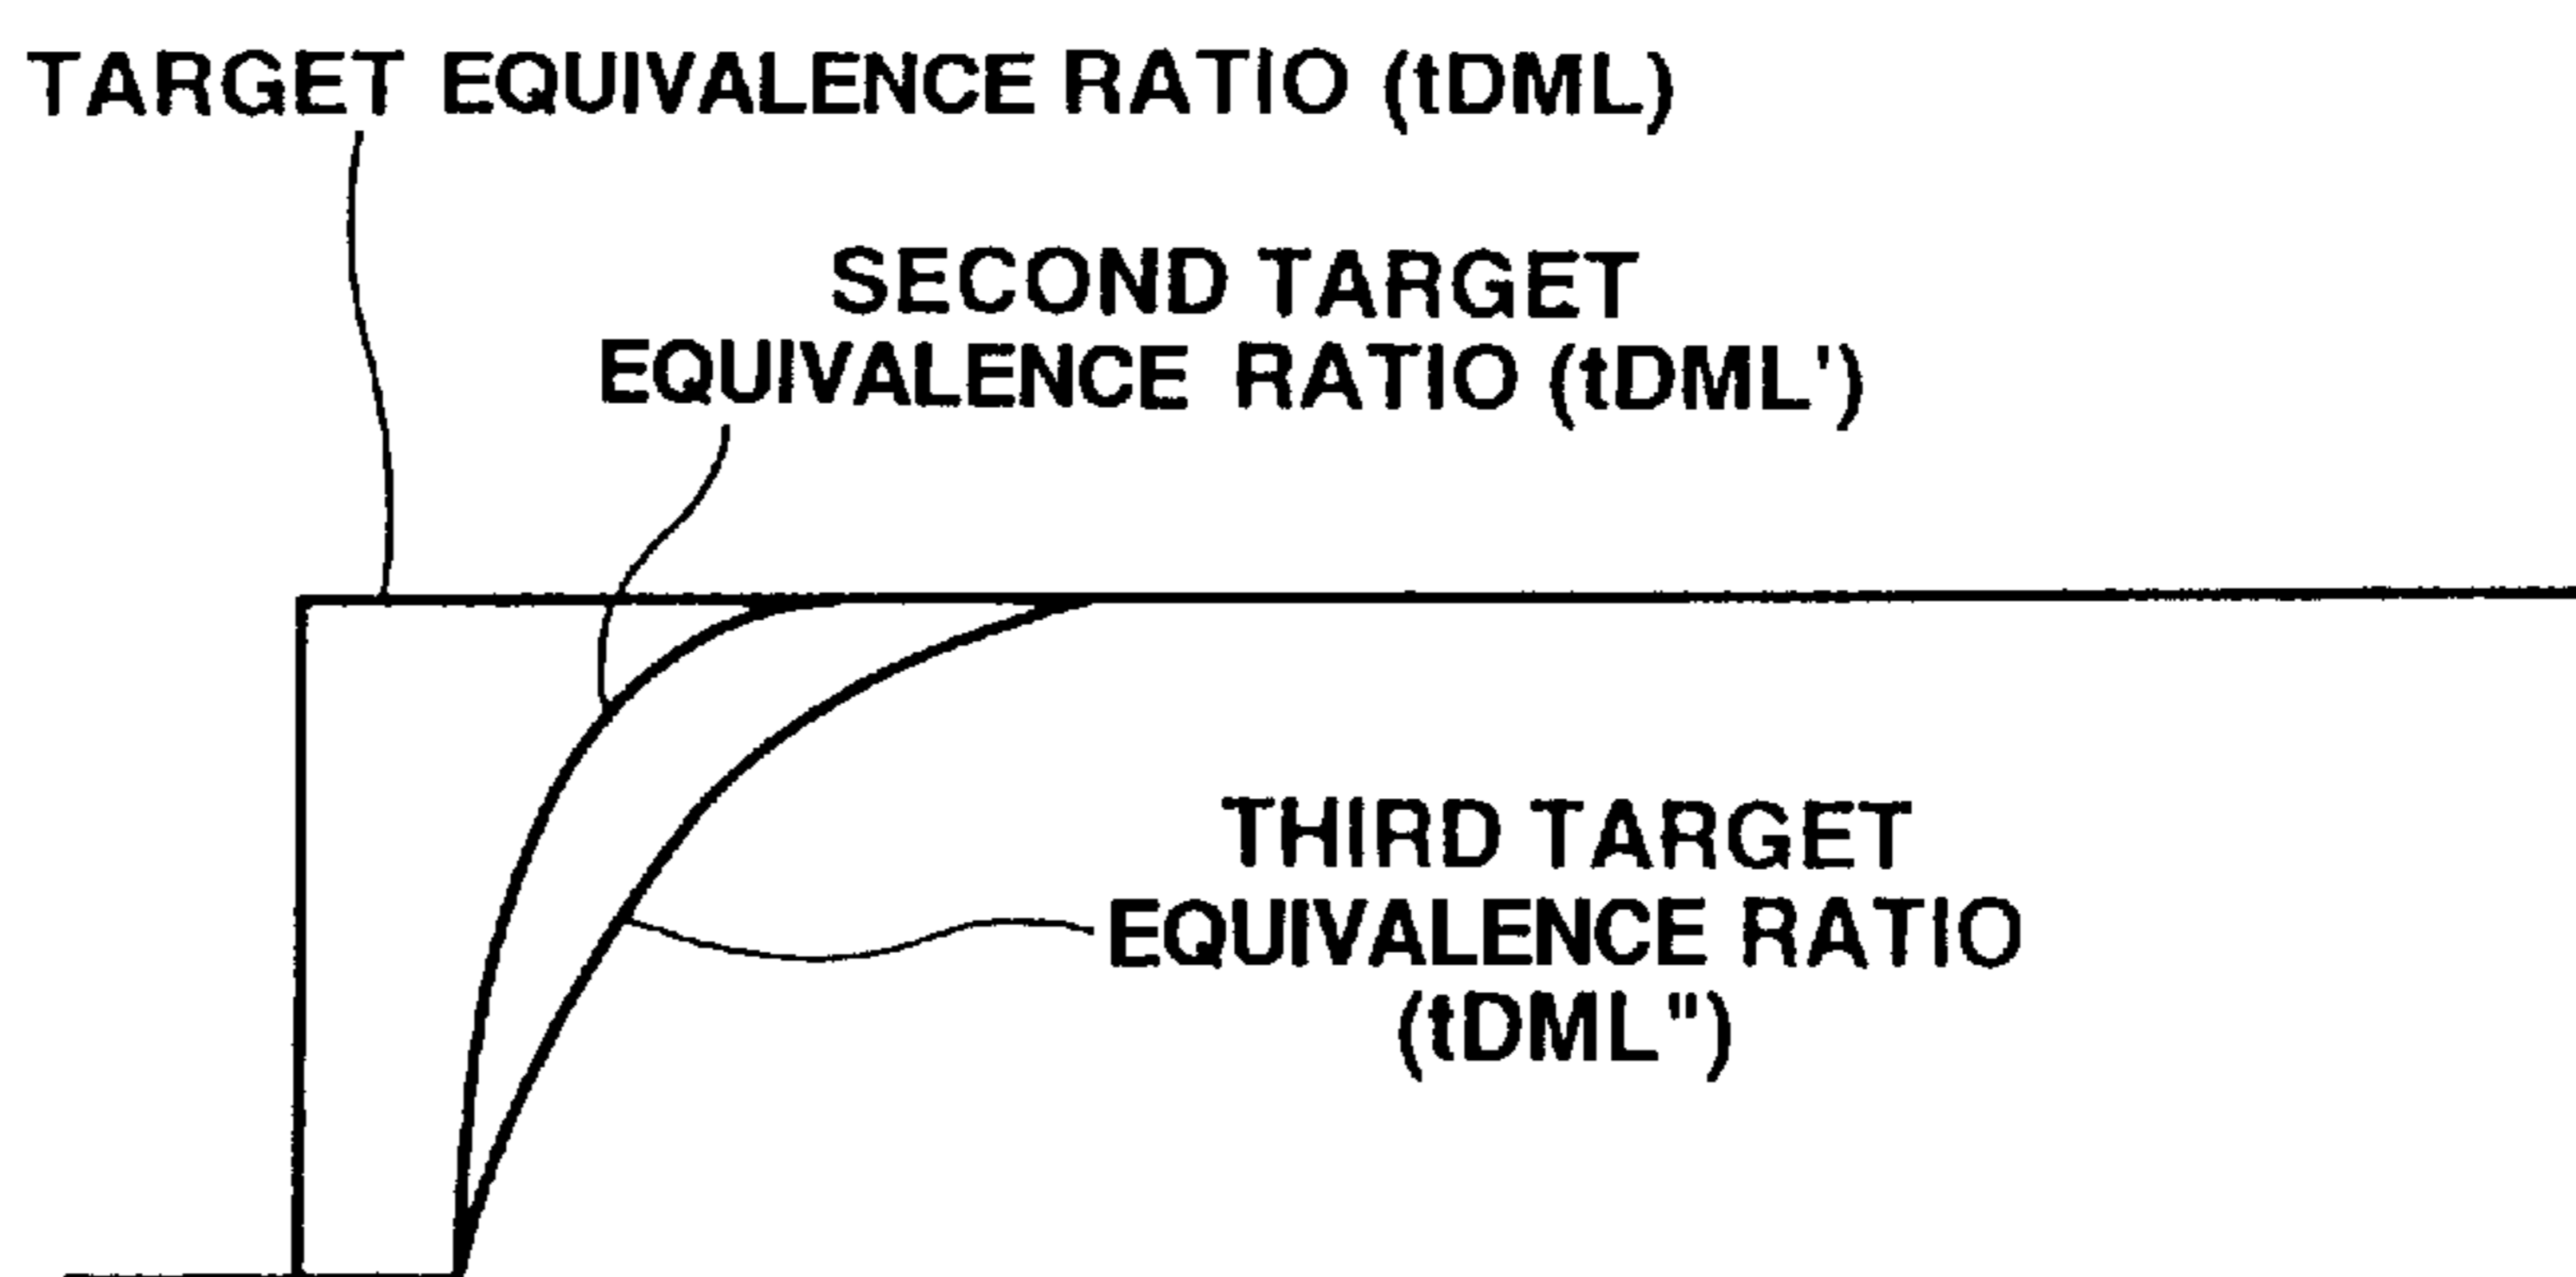 TARGET EQUIVALENCE RATIO (tDML)
SECOND TARGET
EQUIVALENCE RATIO (tDML')
THIRD TARGET
EQUIVALENCE RATIO
(tDML")